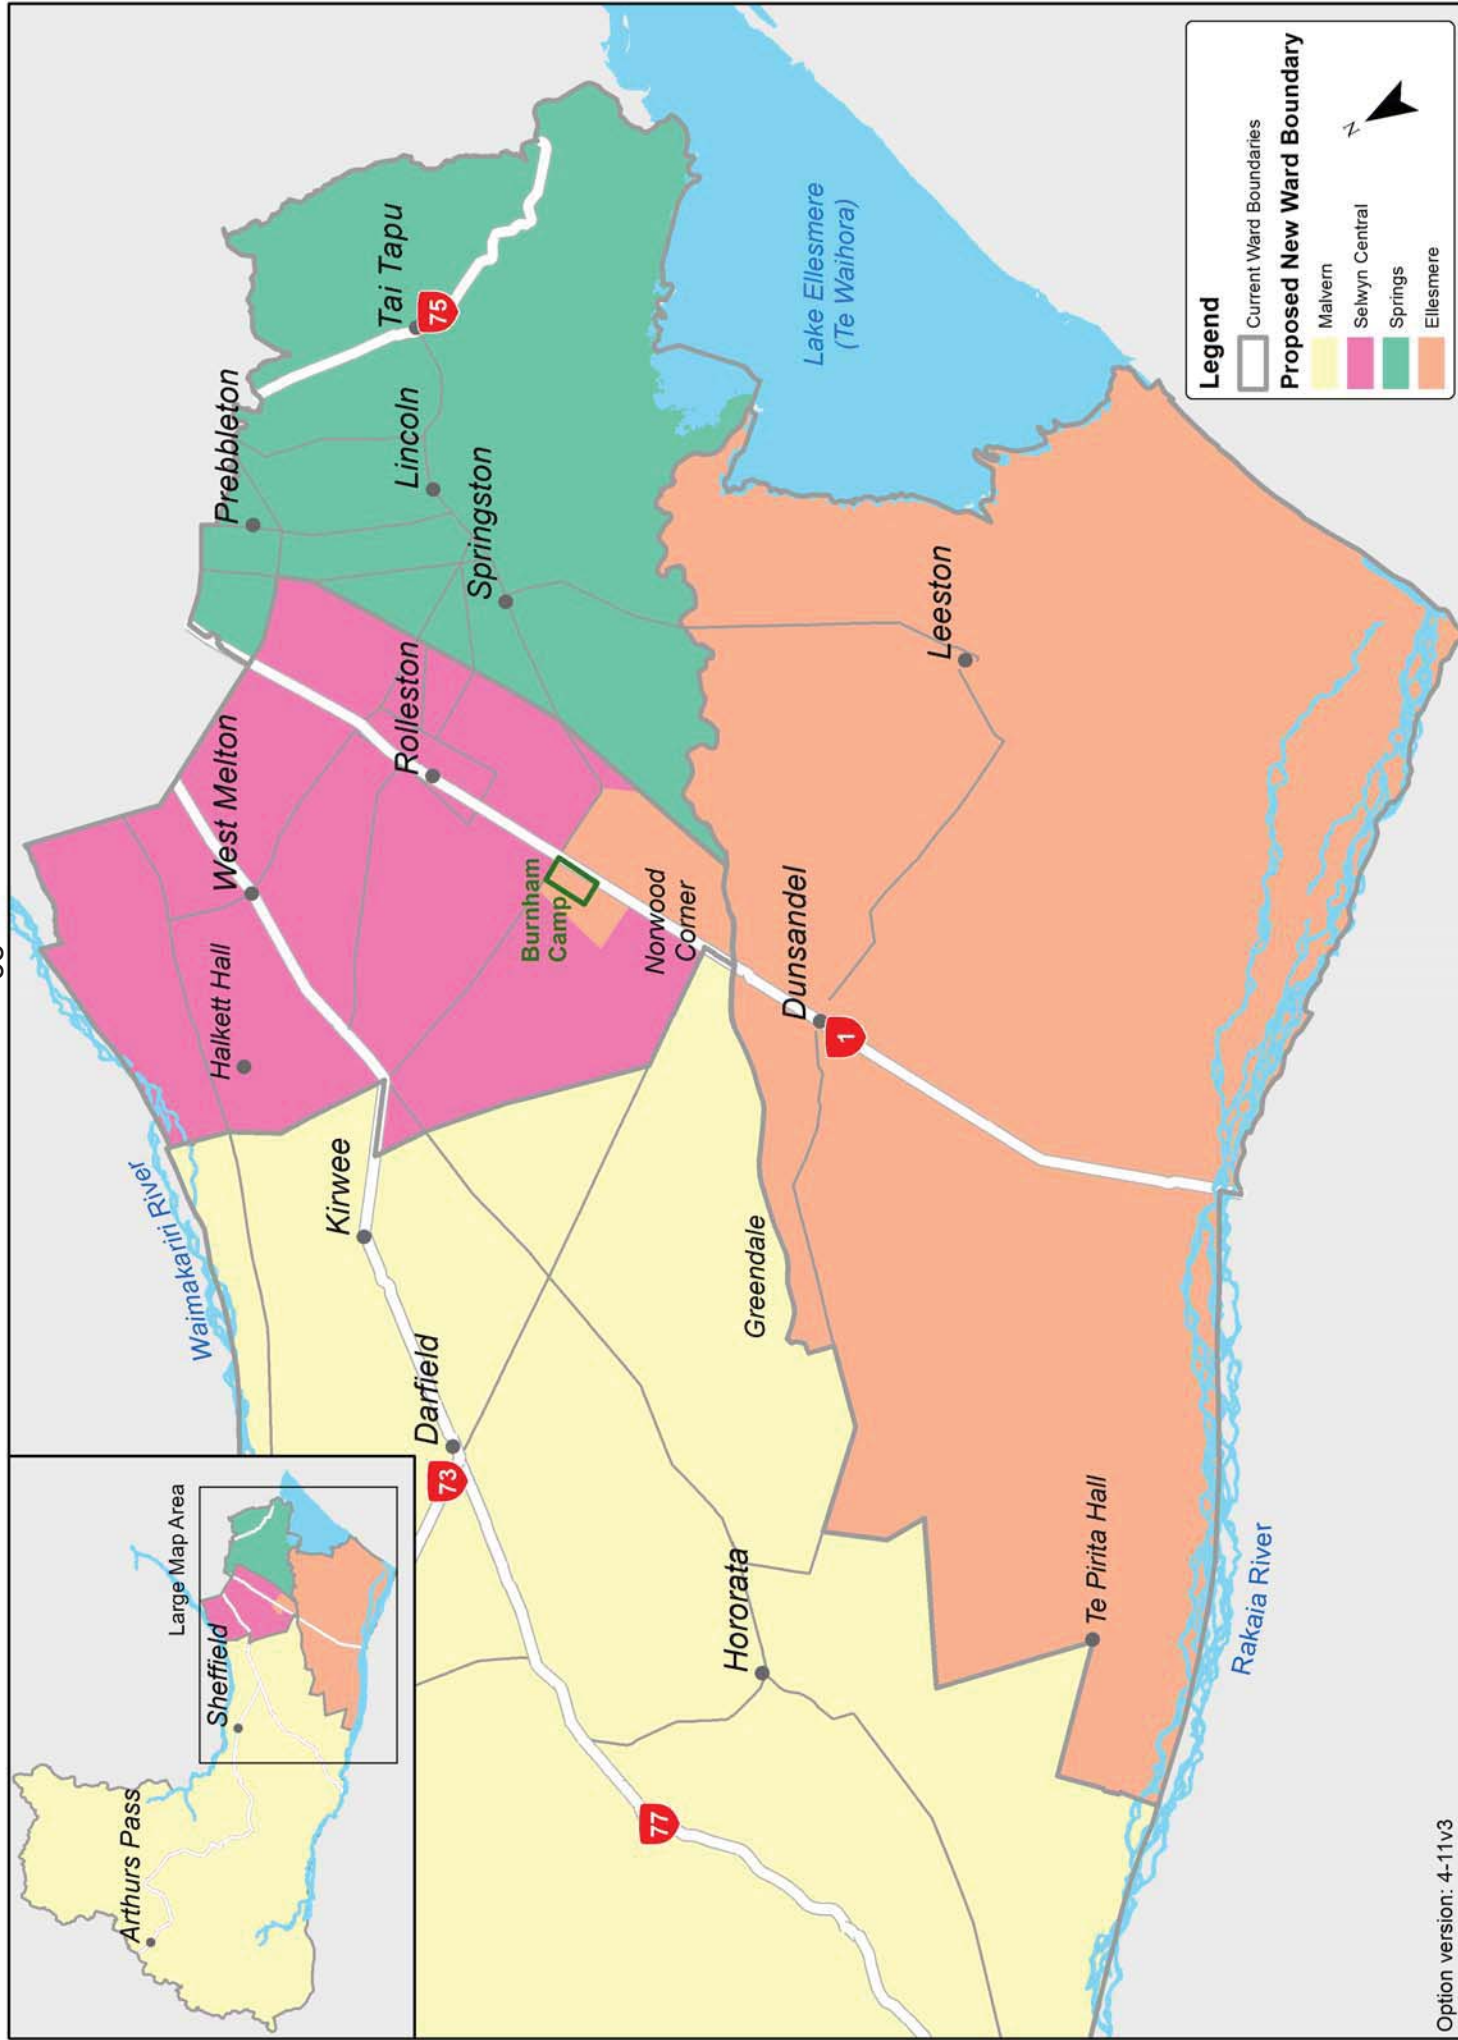 Arthurs Pass
Sheffield
Large Map Area
Waimakariri River
Halkett Hall
West Melton
Prebbleton
Tai Tapu
75
Lincoln
Springston
Rolleston
Kirwee
Darfield
73
Burnham
Camp
Norwood
Corner
Lake Ellesmere
(Te Waihora)
Hororata
Greendale
Dunsandel
1
Leeston
77
Te Pirita Hall
Rakaia River
Legend
Current Ward Boundaries
Proposed New Ward Boundary
Malvern
Selwyn Central
Springs
Ellesmere
N
Option version: 4-11v3